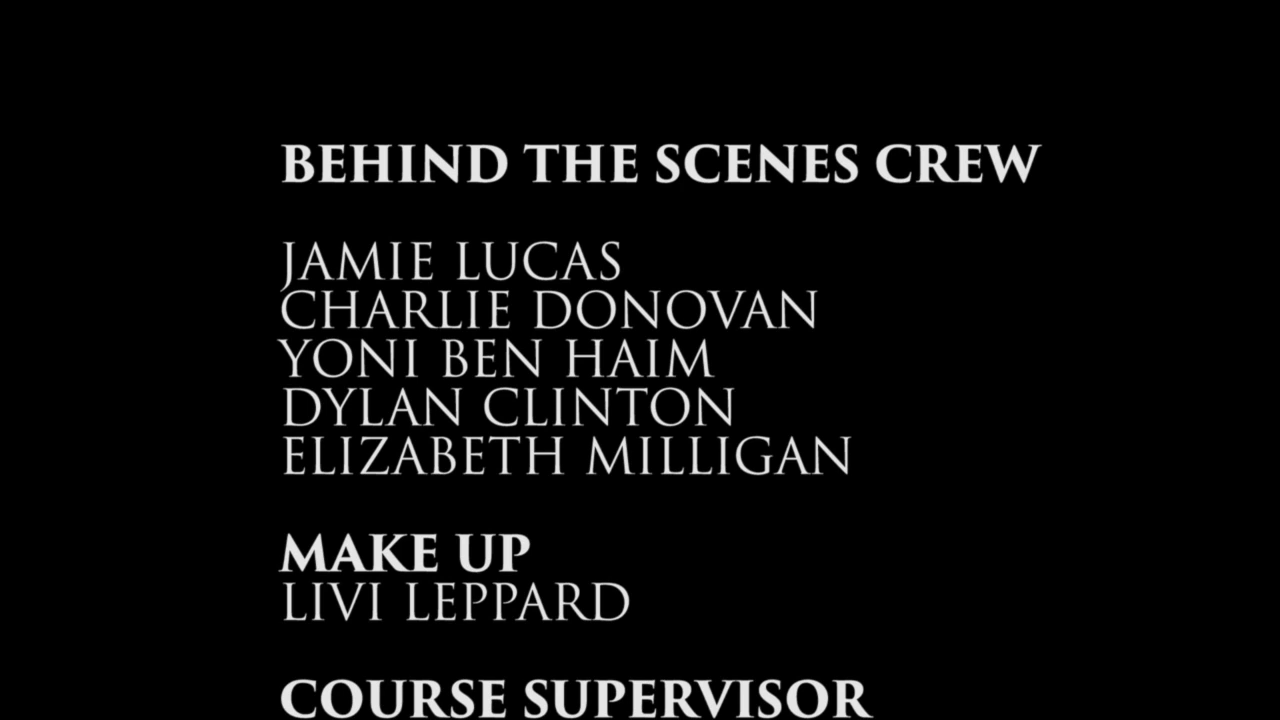 BEHIND THE SCENES CREW
JAMIE LUCAS
CHARLIE DONOVAN
YONI BEN HAIM
DYLAN CLINTON
ELIZABETH MILLIGAN
MAKE UP
LIVI LEPPARD
COURSE SUPERVISOR